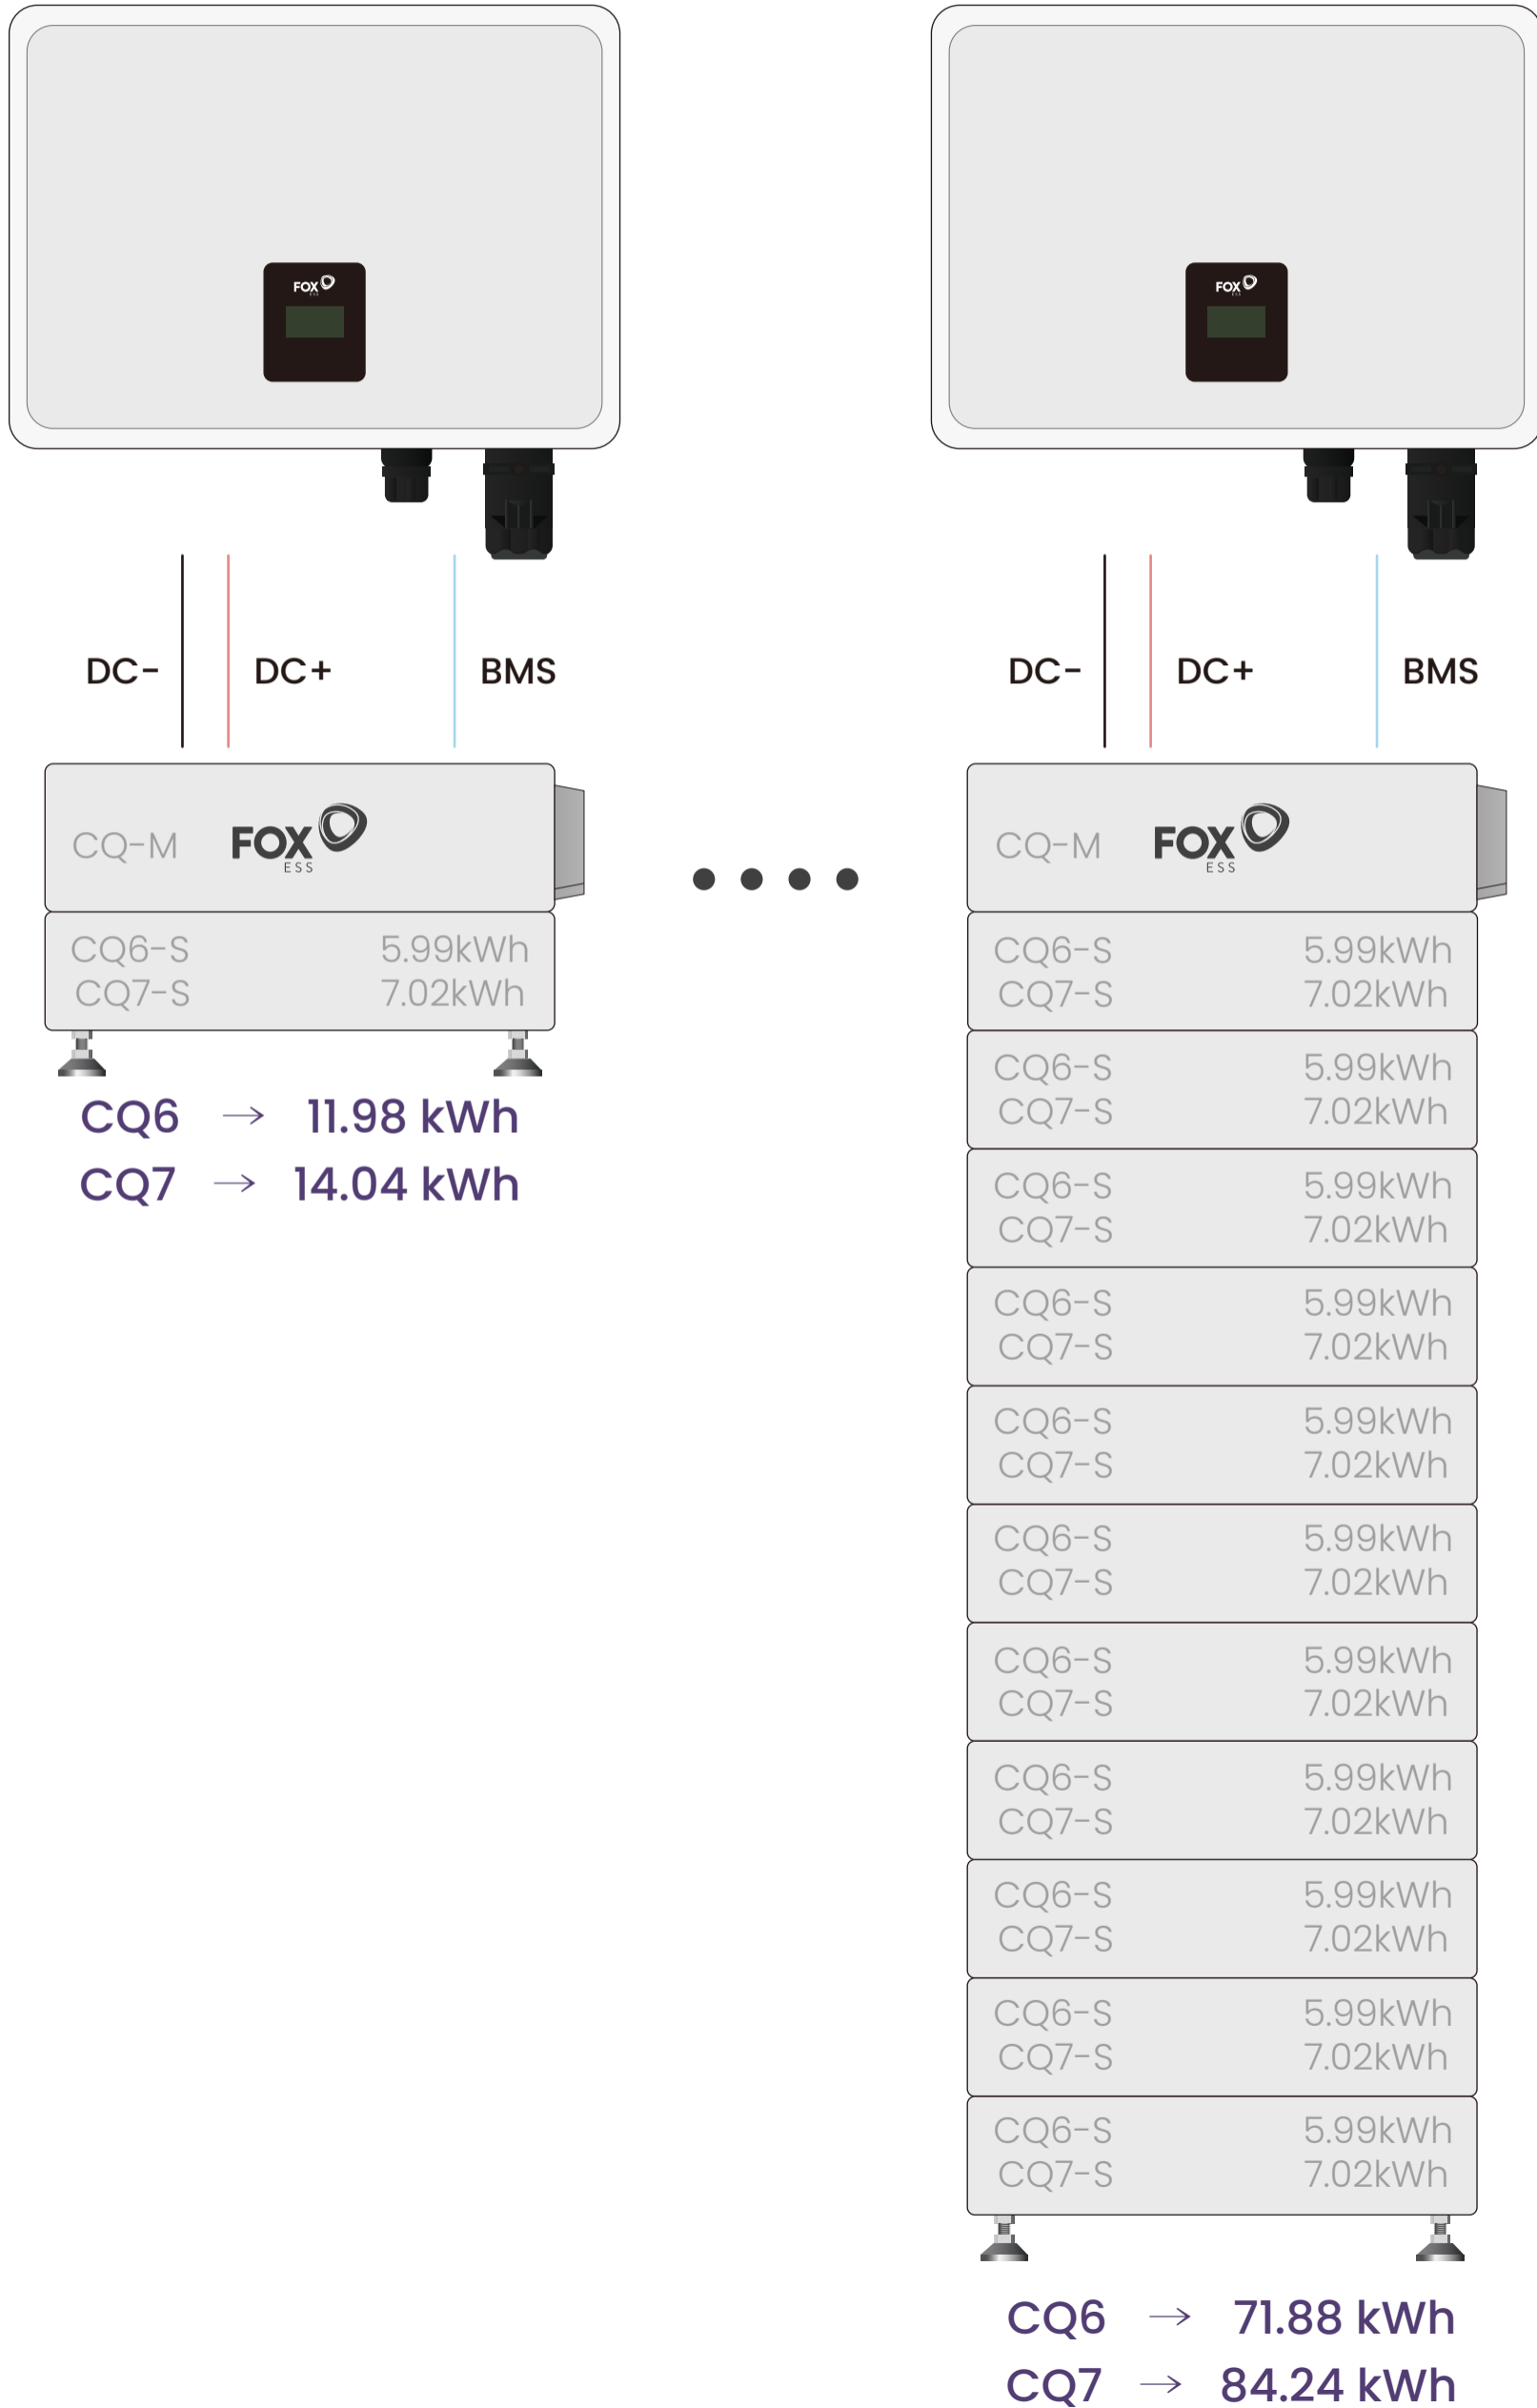 FOX
ESS
DC-
DC+
BMS
CQ-M
FOX
ESS
CQ6-S 5.99kWh
CQ7-S 7.02kWh
CQ6 → 11.98 kWh
CQ7 → 14.04 kWh
FOX
ESS
DC-
DC+
BMS
CQ-M
FOX
ESS
CQ6-S 5.99kWh
CQ7-S 7.02kWh
CQ6-S 5.99kWh
CQ7-S 7.02kWh
CQ6-S 5.99kWh
CQ7-S 7.02kWh
CQ6-S 5.99kWh
CQ7-S 7.02kWh
CQ6-S 5.99kWh
CQ7-S 7.02kWh
CQ6-S 5.99kWh
CQ7-S 7.02kWh
CQ6-S 5.99kWh
CQ7-S 7.02kWh
CQ6-S 5.99kWh
CQ7-S 7.02kWh
CQ6-S 5.99kWh
CQ7-S 7.02kWh
CQ6-S 5.99kWh
CQ7-S 7.02kWh
CQ6-S 5.99kWh
CQ7-S 7.02kWh
CQ6 → 71.88 kWh
CQ7 → 84.24 kWh